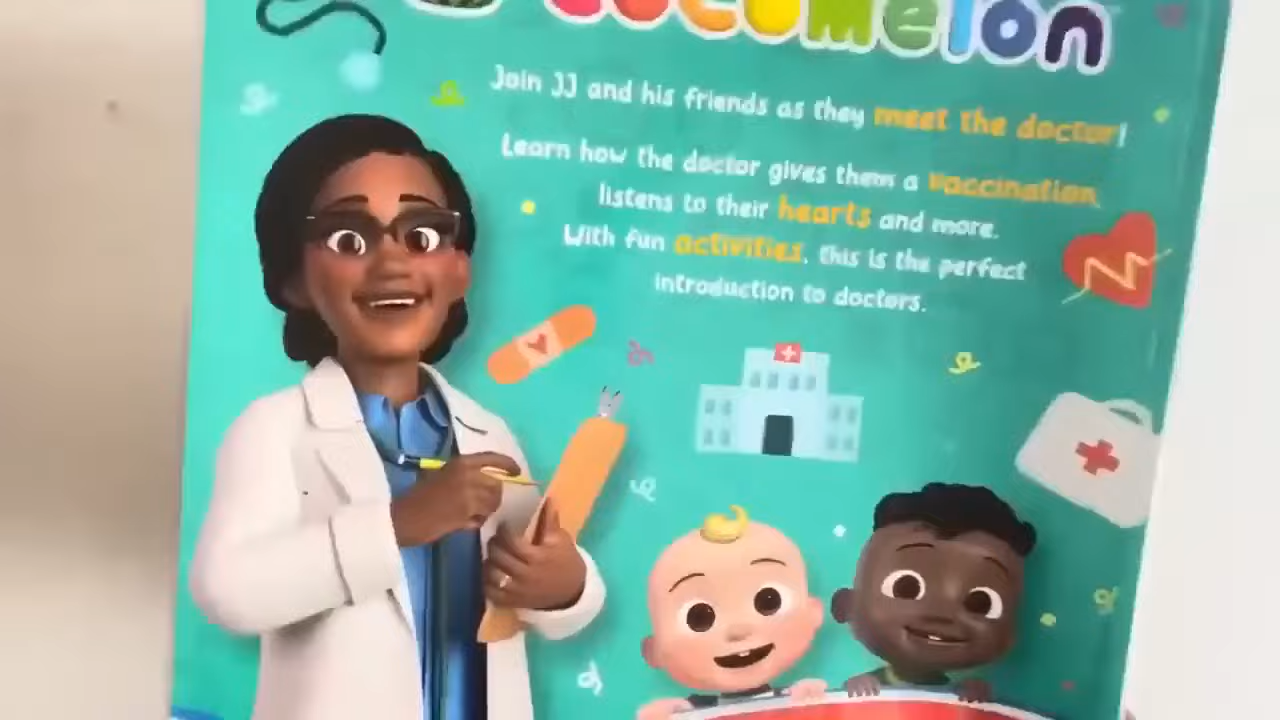 Cocomelon
Join JJ and his friends as they meet the doctor!
Learn how the doctor gives them a vaccination,
listens to their hearts and more.
With fun activities, this is the perfect
introduction to doctors.